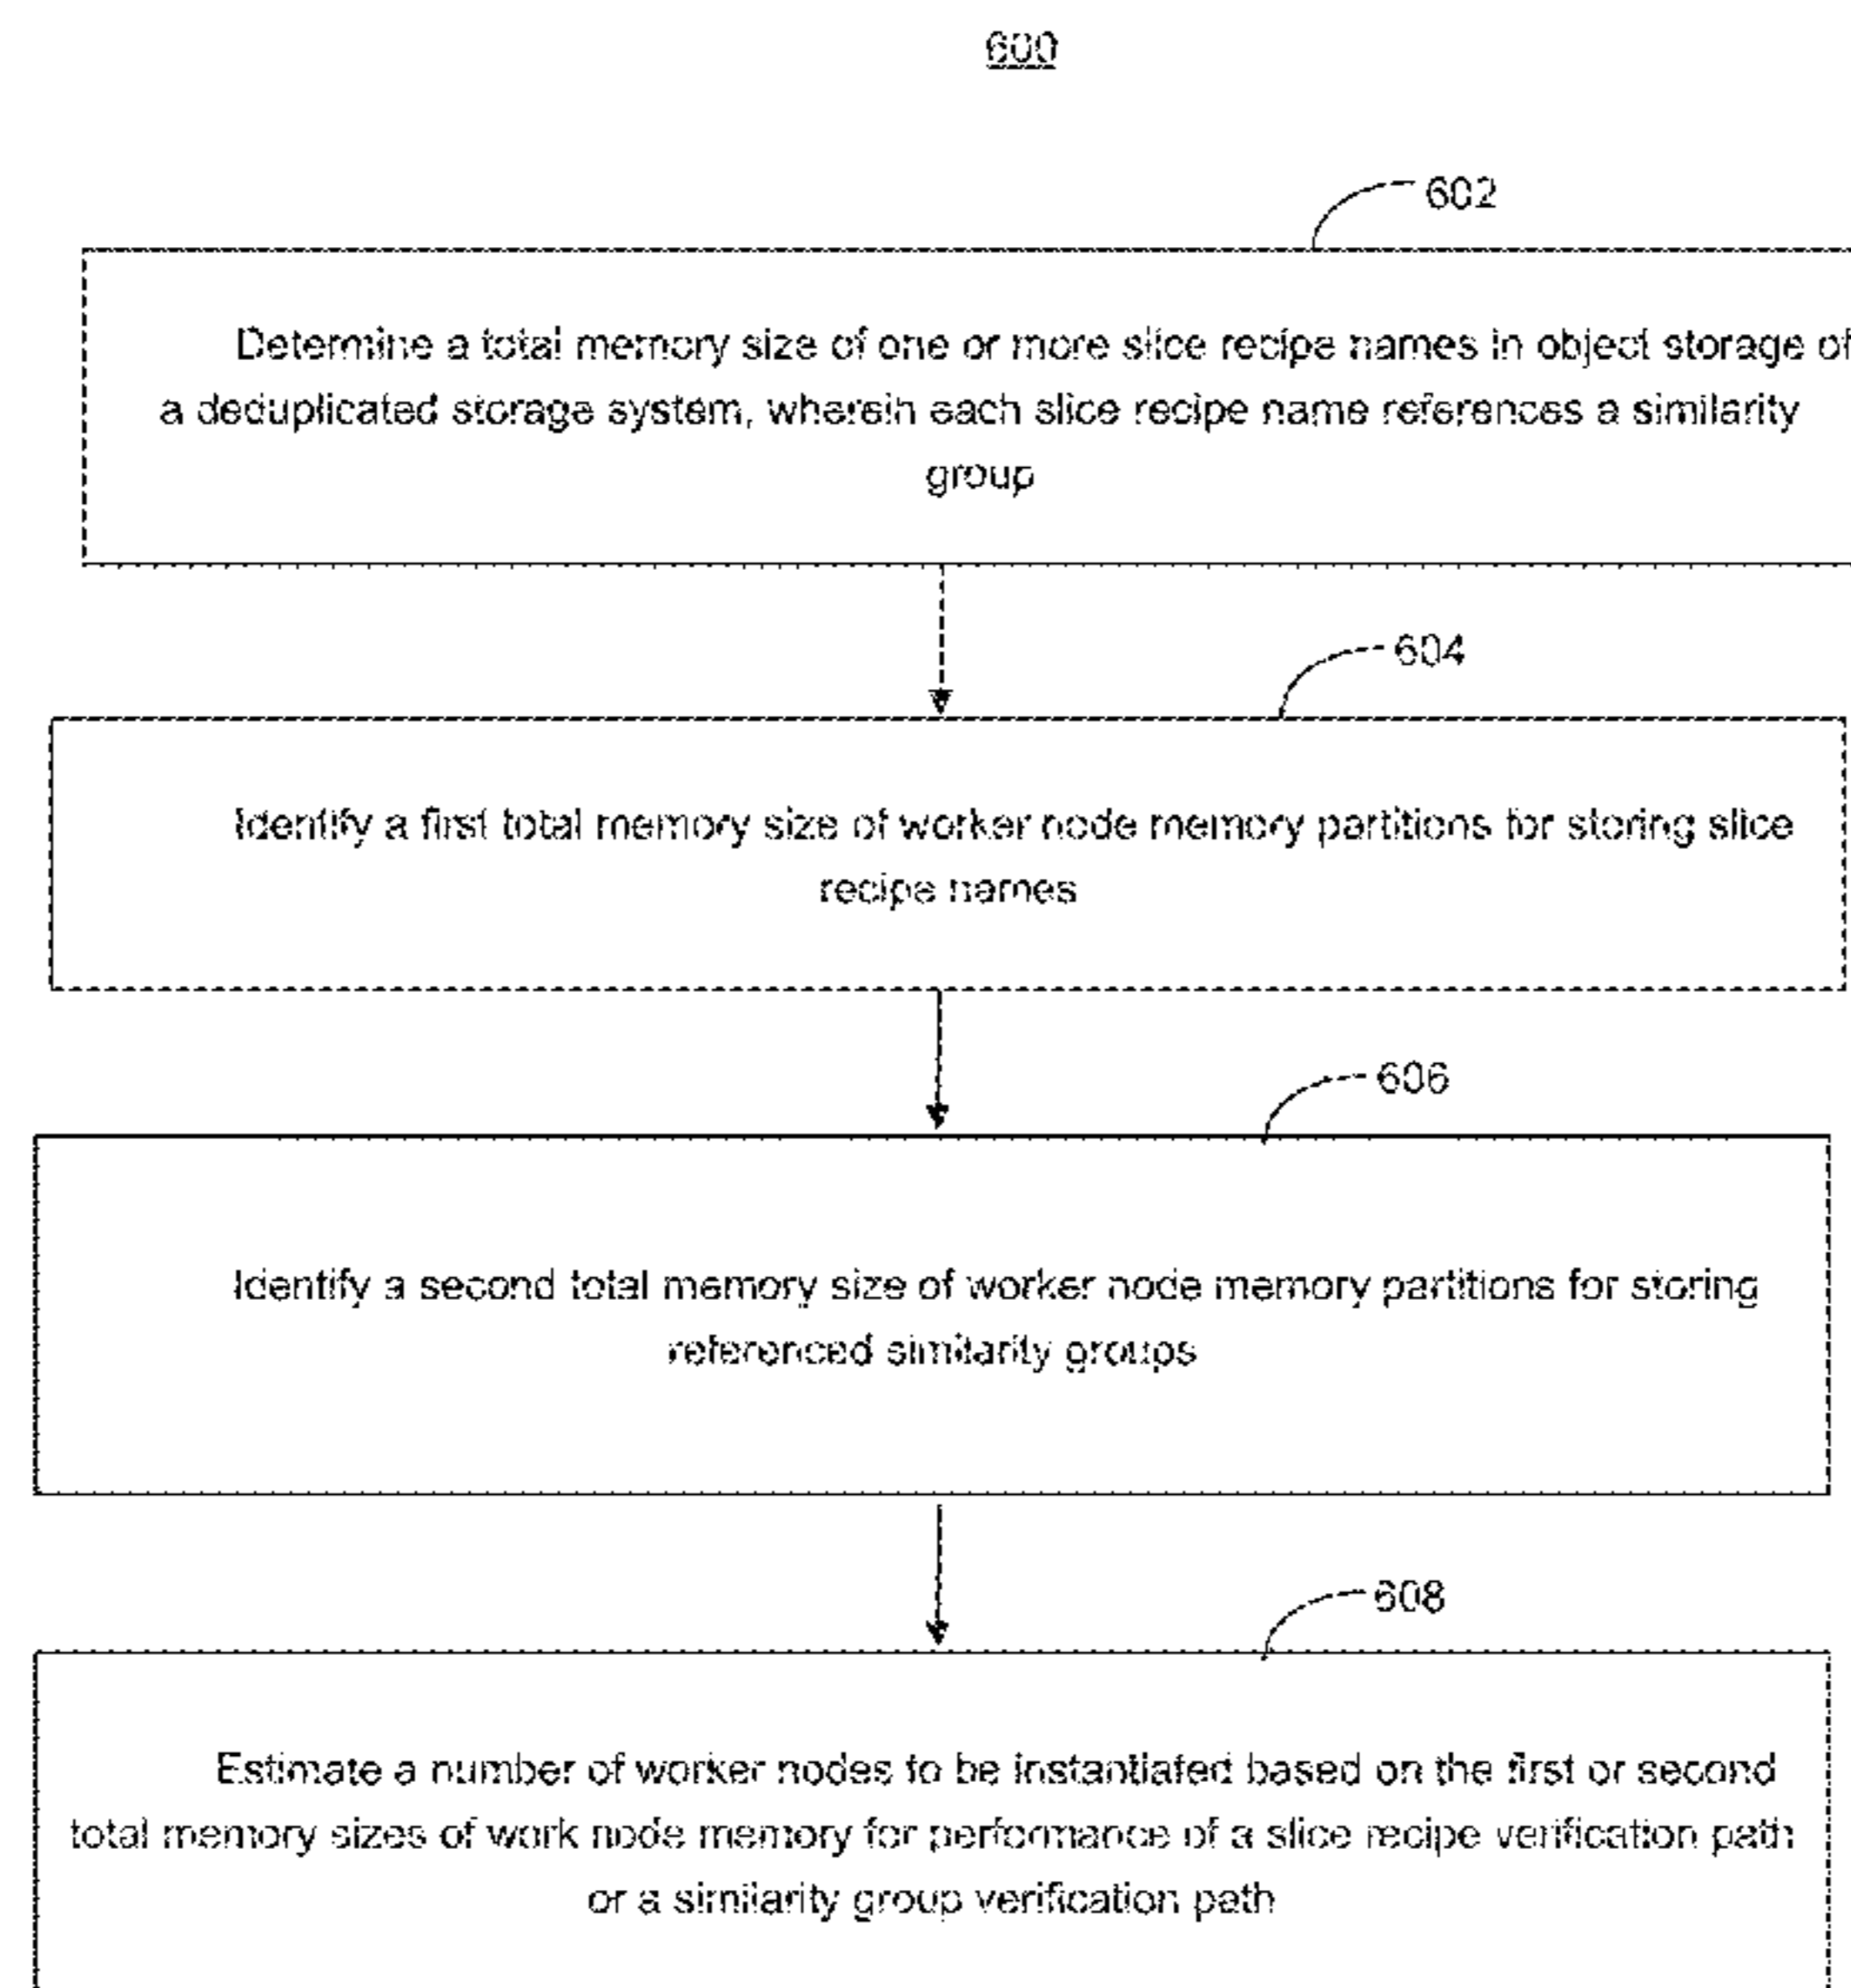 600
602
Determine a total memory size of one or more slice recipe names in object storage of
a deduplicated storage system, wherein each slice recipe name references a similarity
group
604
Identify a first total memory size of worker node memory partitions for storing slice
recipe names
606
Identify a second total memory size of worker node memory partitions for storing
referenced similarity groups
608
Estimate a number of worker nodes to be instantiated based on the first or second
total memory sizes of work node memory for performance of a slice recipe verification path
or a similarity group verification path